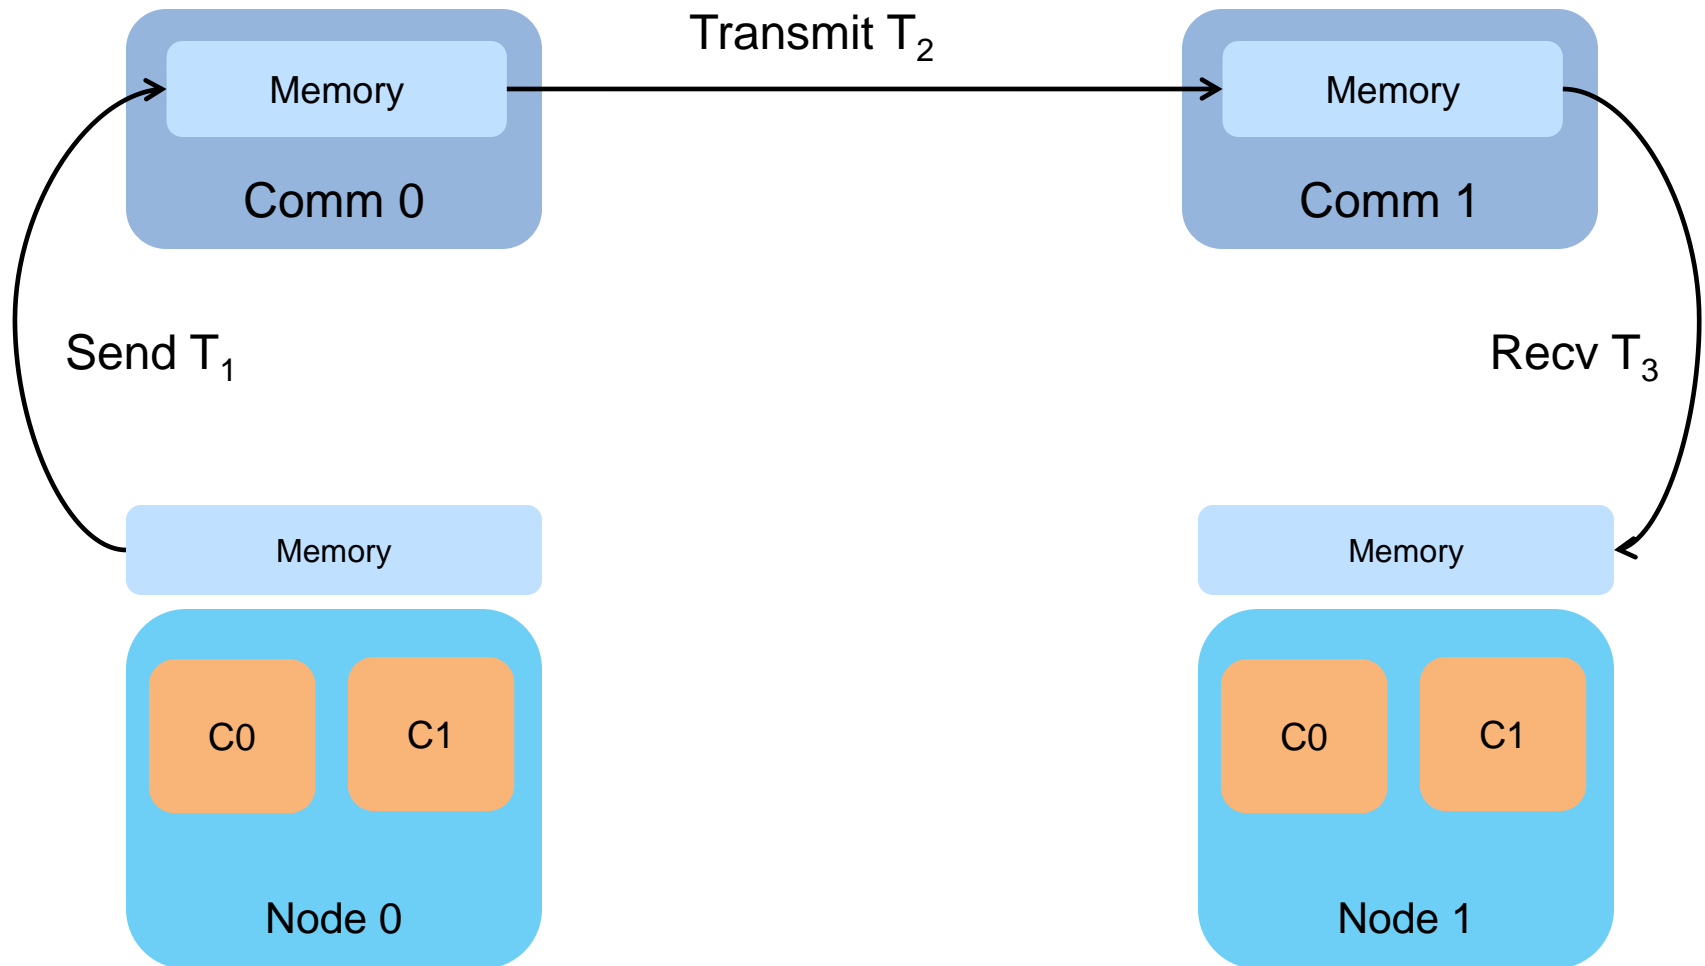 Transmit T₂
Memory
Memory
Comm 0
Comm 1
Send T₁
Recv T₃
Memory
Memory
C0
C1
C0
C1
Node 0
Node 1